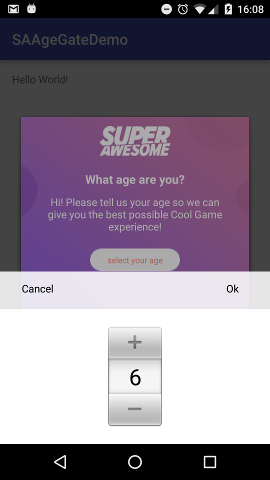 16:08
SAAgeGateDemo
Hello World!
SUPER
AWESOME
What age are you?
Hi! Please tell us your age so we can
give you the best possible Cool Game
experience!
select your age
Cancel
Ok
+
6
−